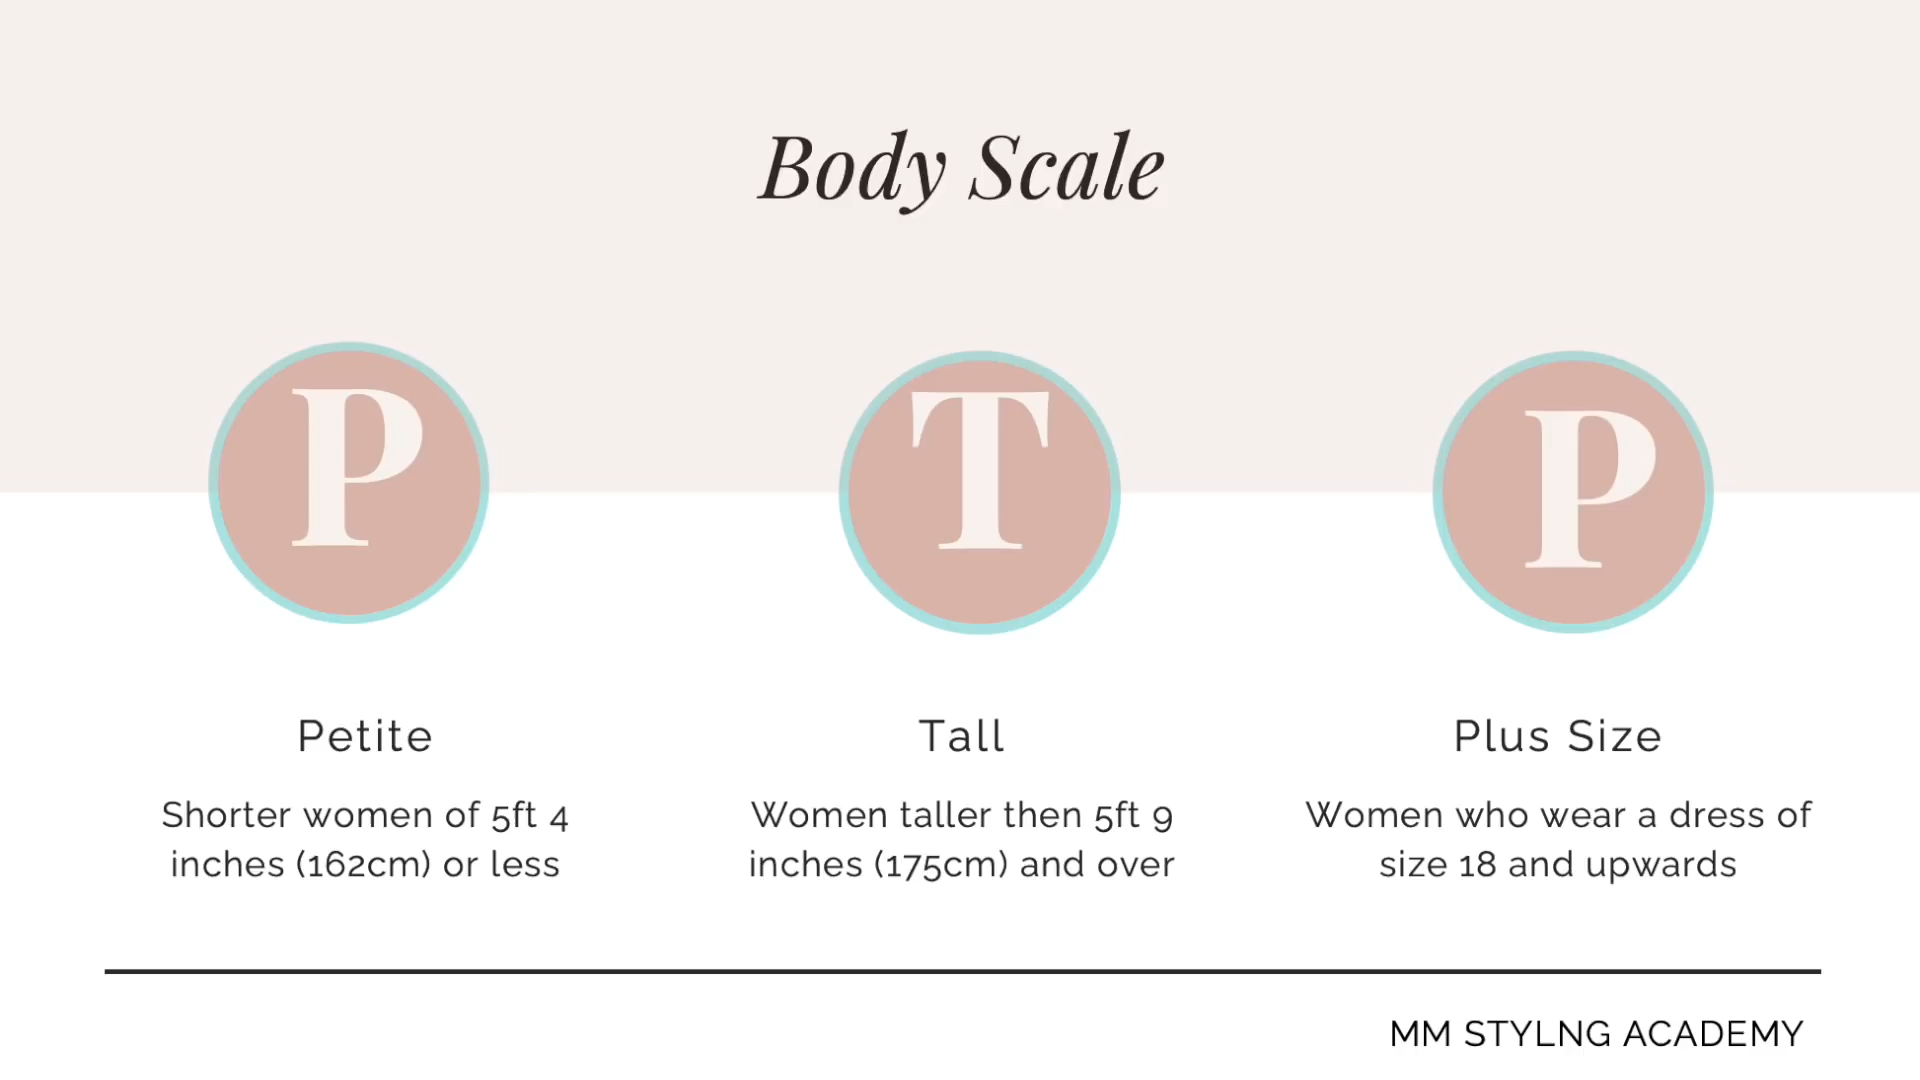 Body Scale
P
T
P
Petite
Shorter women of 5ft 4
inches (162cm) or less
Tall
Women taller then 5ft 9
inches (175cm) and over
Plus Size
Women who wear a dress of
size 18 and upwards
MM STYLNG ACADEMY